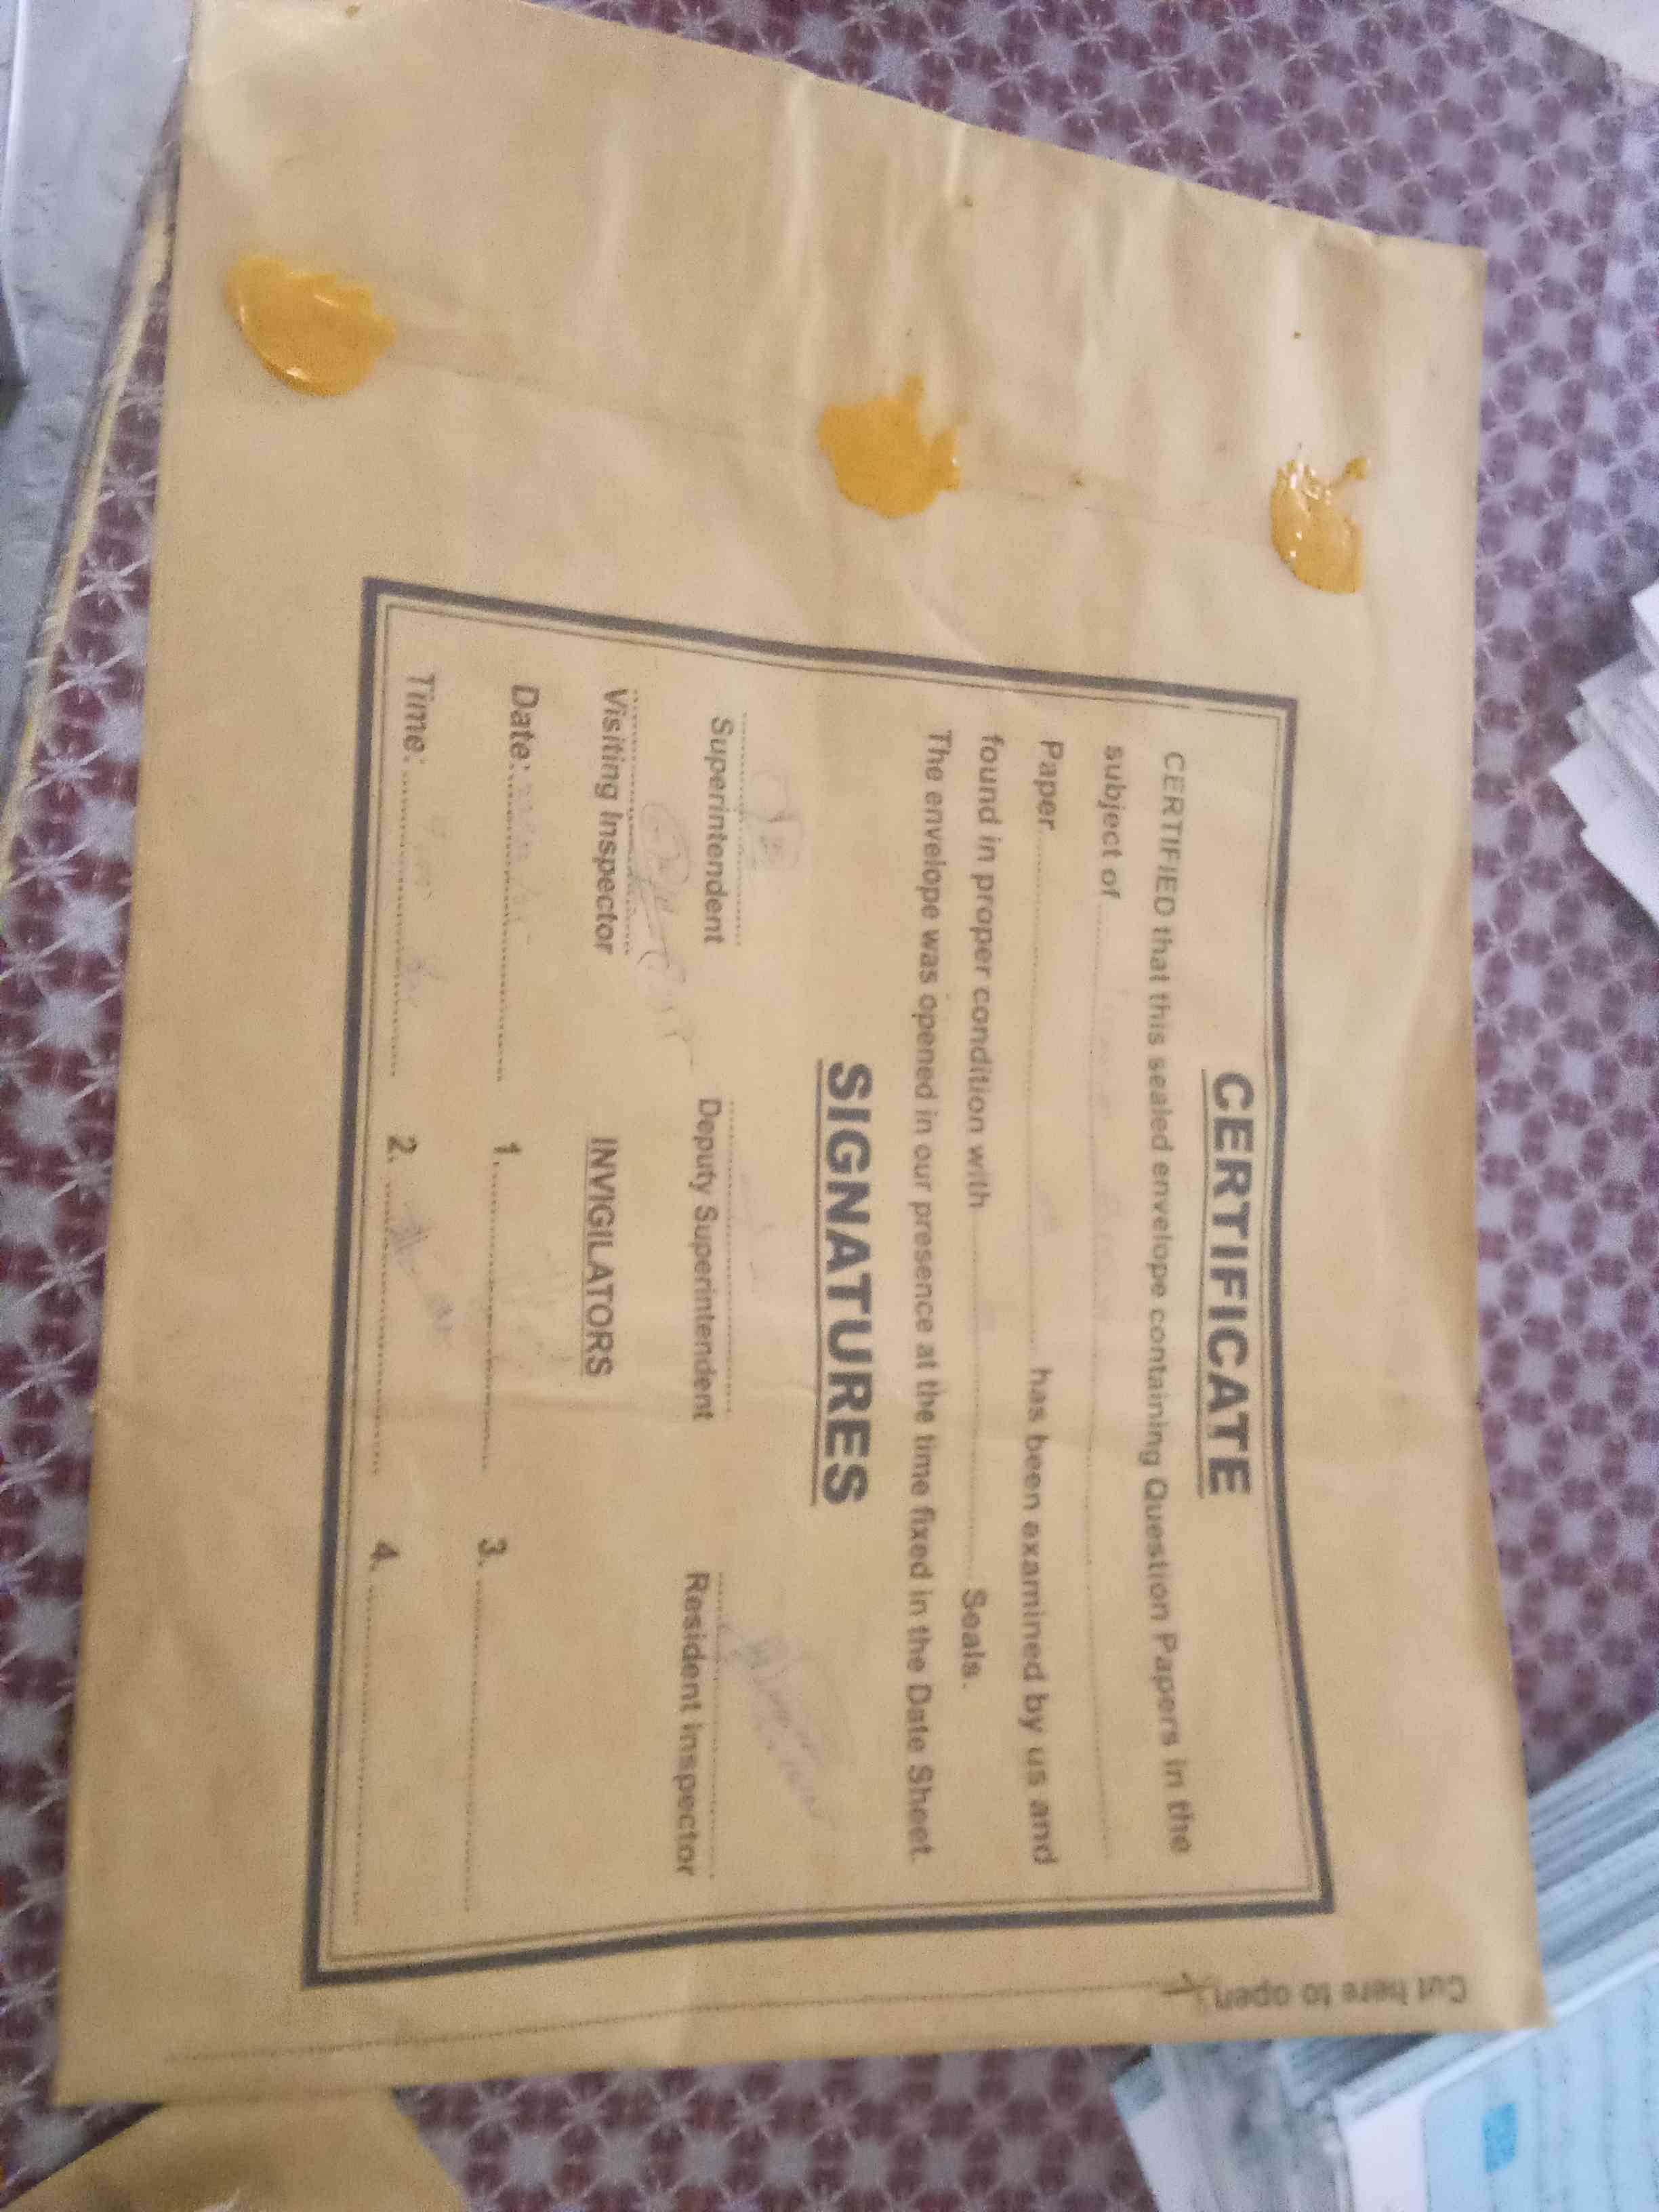 CERTIFICATE
CERTIFIED that this sealed envelope containing Question Papers in the
subject of
Paper has been examined by us and
found in proper condition with Seals.
The envelope was opened in our presence at the time fixed in the Date Sheet.
SIGNATURES
Superintendent Deputy Superintendent Resident Inspector
Visiting Inspector INVIGILATORS
Date: 1. 3.
Time: 2. 4.
Cut here to open